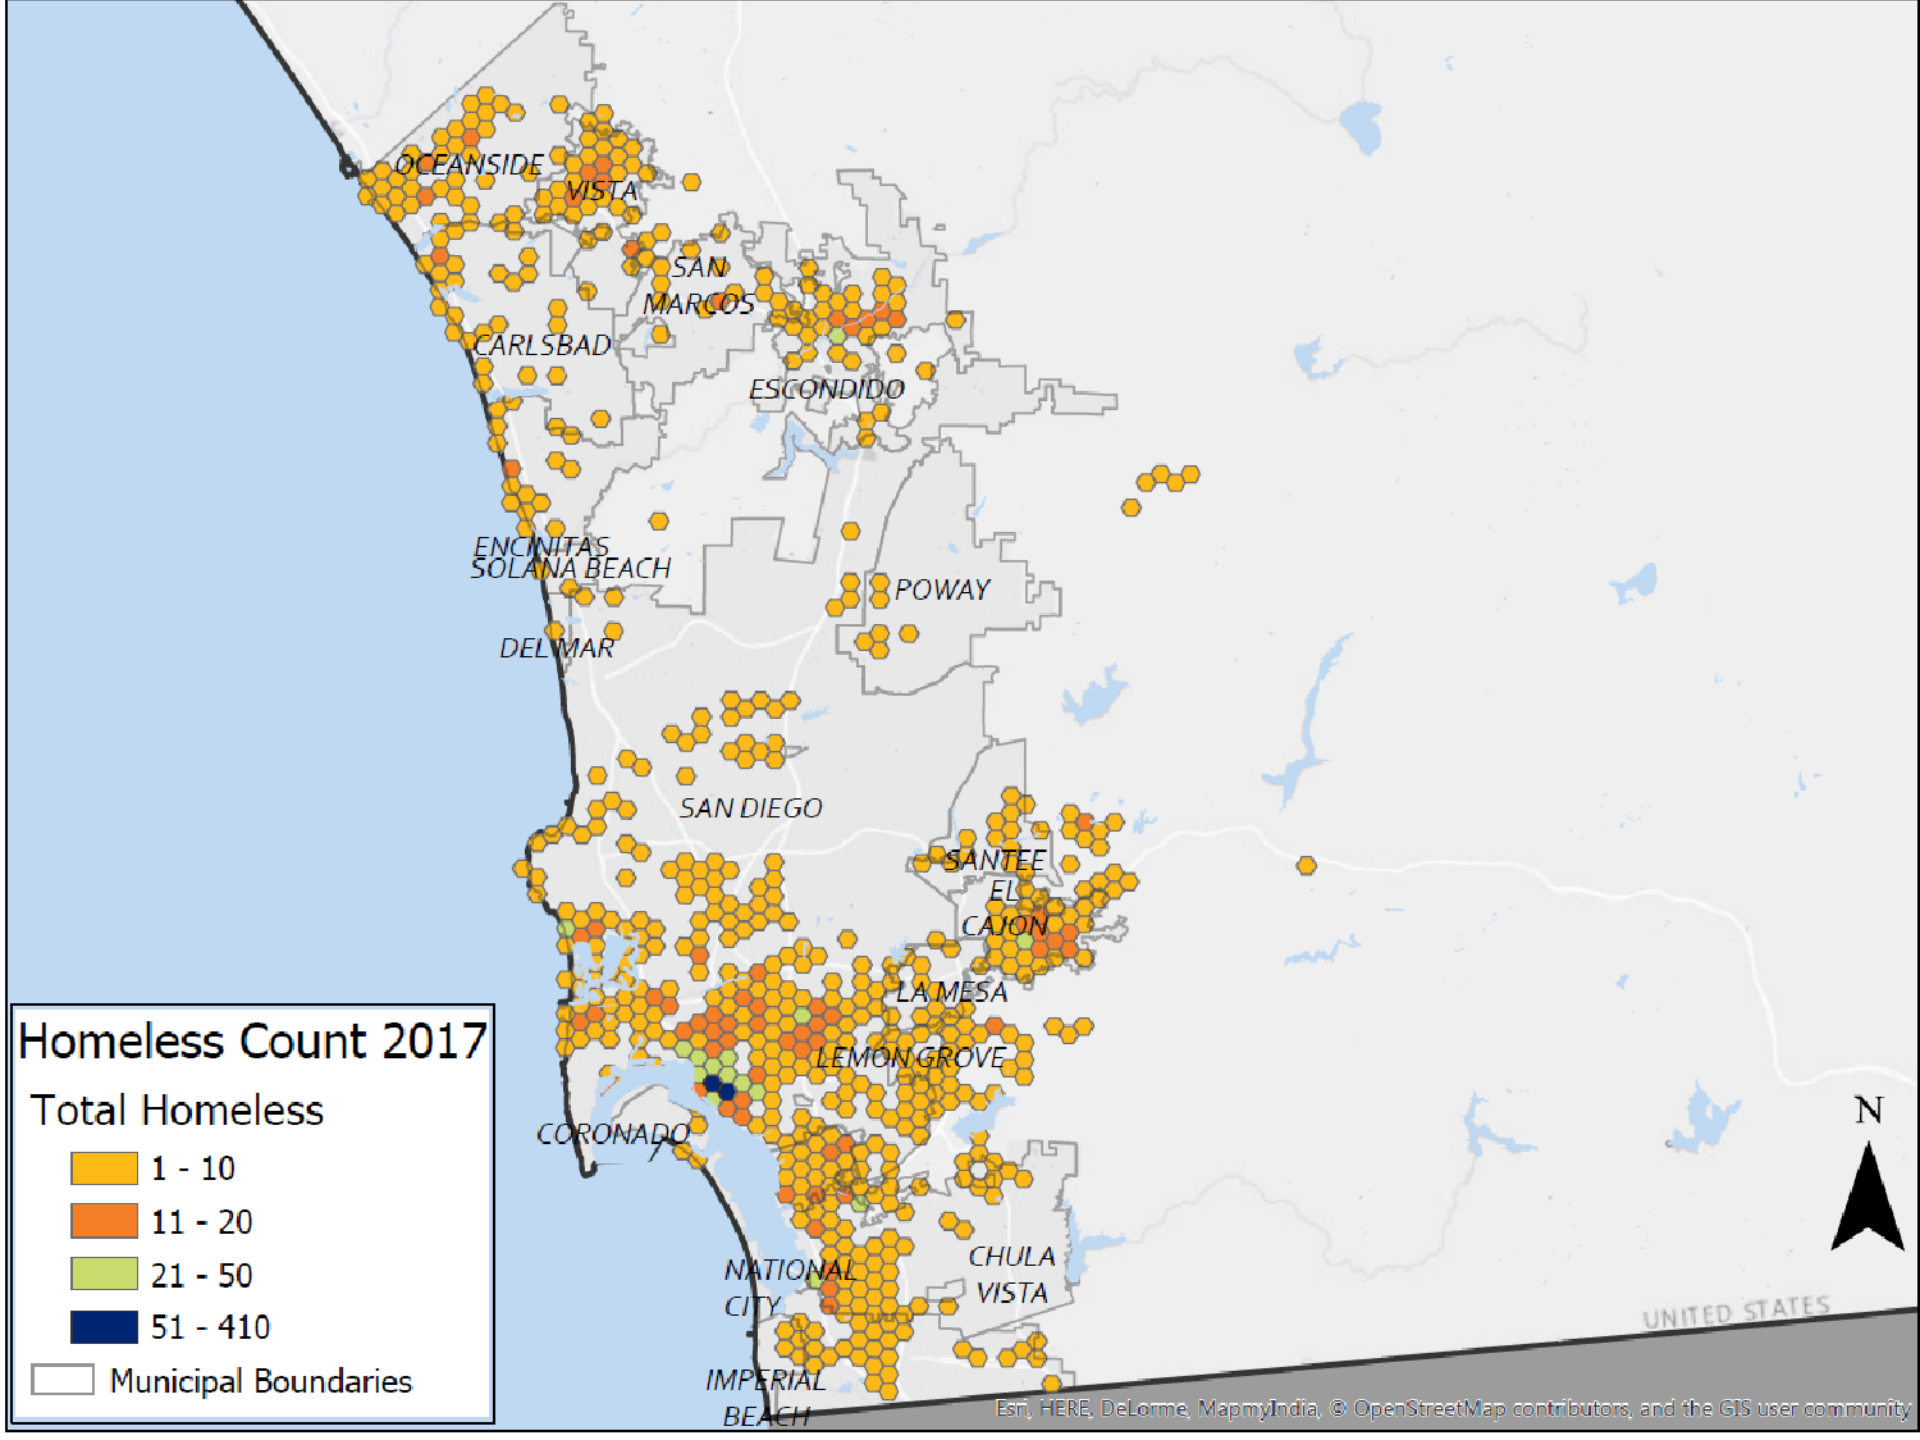 OCEANSIDE
VISTA
SAN
MARCOS
CARLSBAD
ESCONDIDO
ENCINITAS
SOLANA BEACH
POWAY
DEL MAR
SAN DIEGO
SANTEE
EL
CAJON
LA MESA
LEMON GROVE
CORONADO
NATIONAL
CITY
CHULA
VISTA
IMPERIAL
BEACH
UNITED STATES
N
Homeless Count 2017
Total Homeless
1 - 10
11 - 20
21 - 50
51 - 410
Municipal Boundaries
Esri, HERE, DeLorme, MapmyIndia, © OpenStreetMap contributors, and the GIS user community